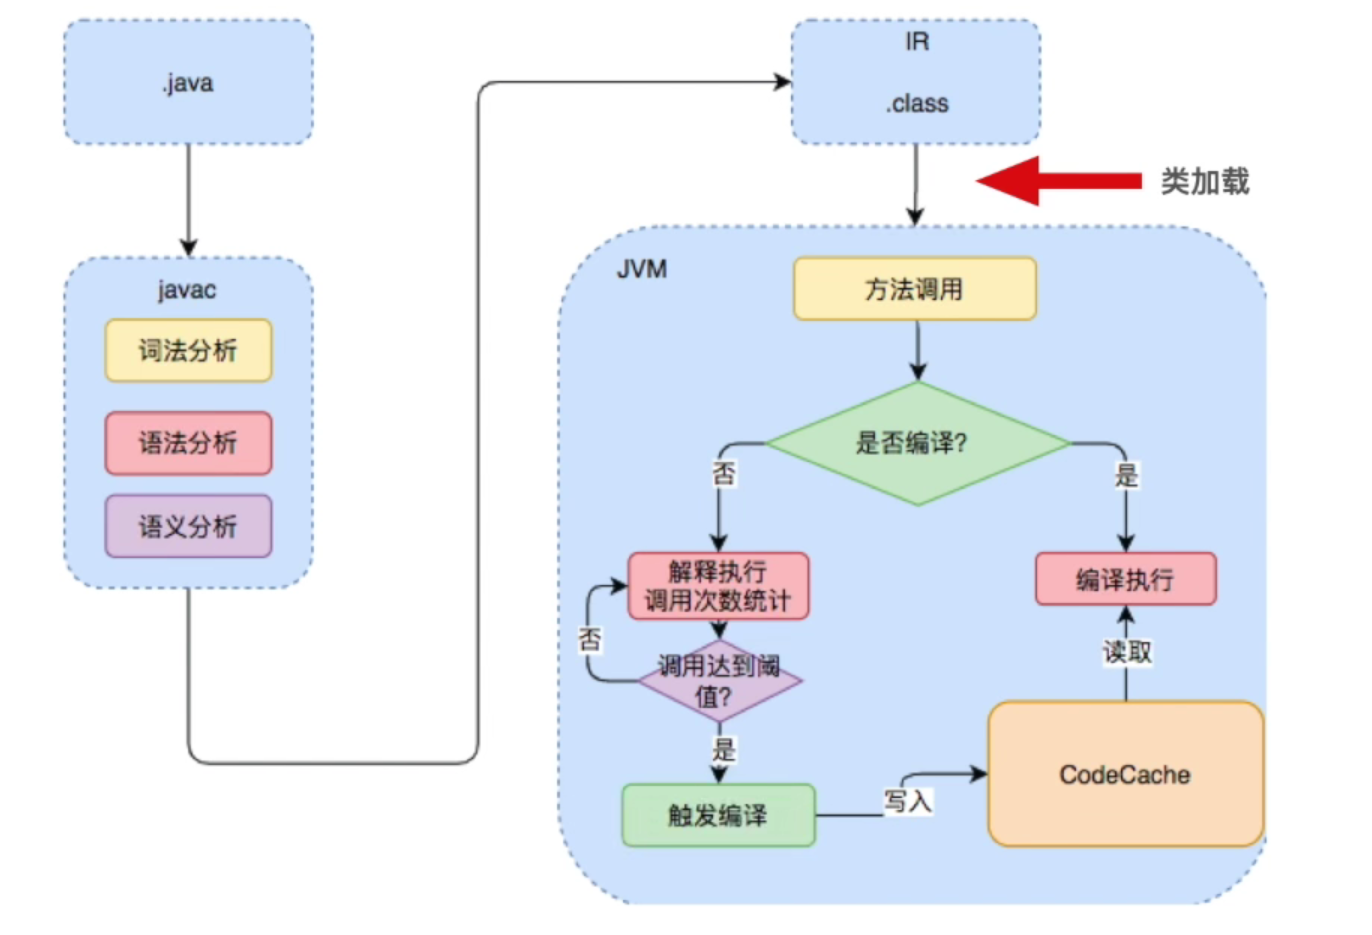 .java
javac
词法分析
语法分析
语义分析
IR
.class
类加载
JVM
方法调用
是否编译?
否
是
解释执行
调用次数统计
编译执行
否
调用达到阈
值?
读取
是
触发编译
写入
CodeCache